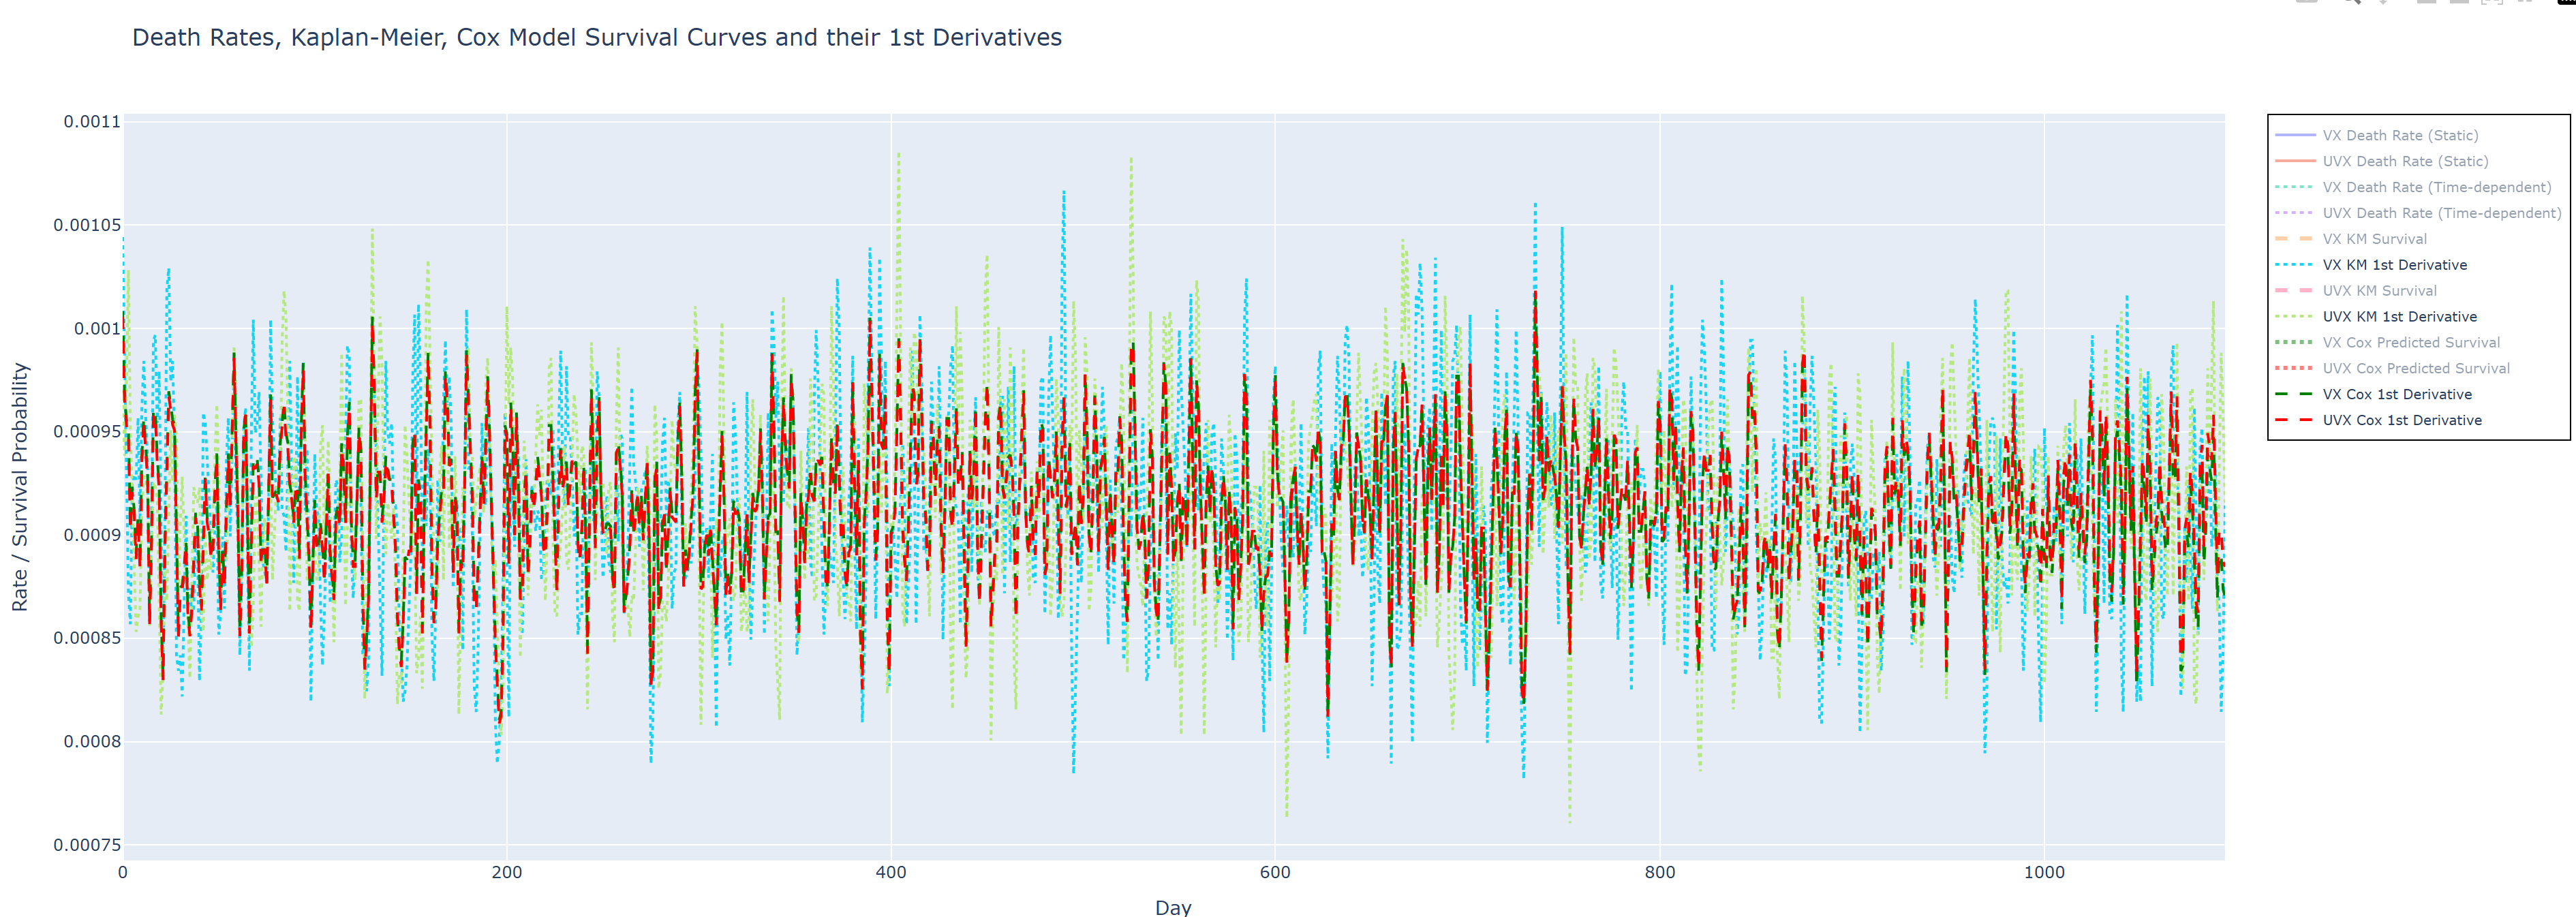 Death Rates, Kaplan-Meier, Cox Model Survival Curves and their 1st Derivatives
Rate / Survival Probability
0.0011
0.00105
0.001
0.00095
0.0009
0.00085
0.0008
0.00075
0
200
400
600
800
1000
Day
VX Death Rate (Static)
UVX Death Rate (Static)
VX Death Rate (Time-dependent)
UVX Death Rate (Time-dependent)
VX KM Survival
VX KM 1st Derivative
UVX KM Survival
UVX KM 1st Derivative
VX Cox Predicted Survival
UVX Cox Predicted Survival
VX Cox 1st Derivative
UVX Cox 1st Derivative